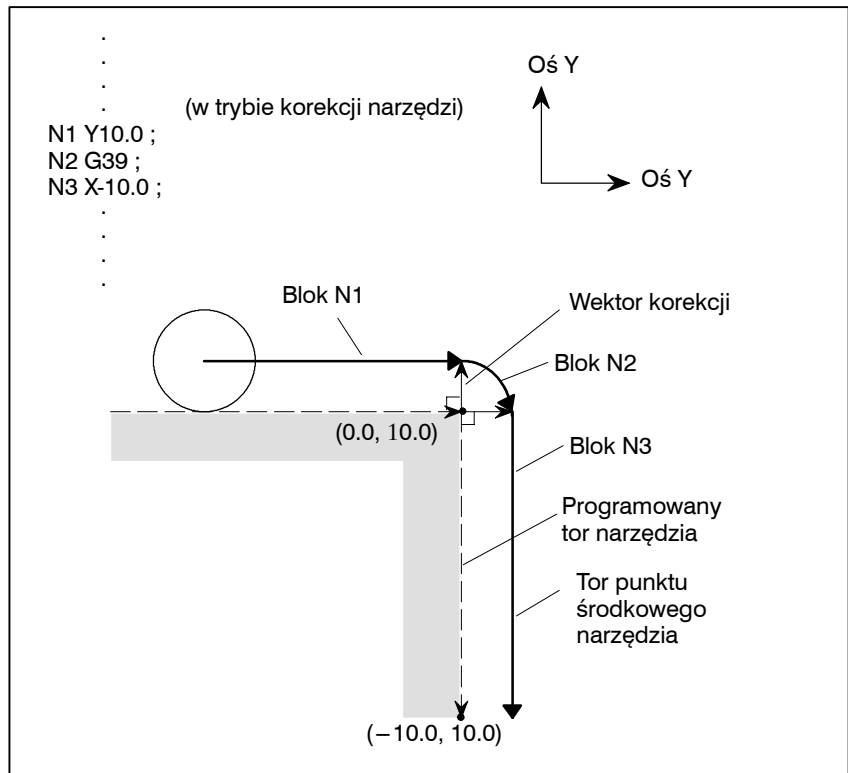 (w trybie korekcji narzędzi)
N1 Y10.0 ;
N2 G39 ;
N3 X-10.0 ;
Oś Y
Oś Y
Blok N1
Wektor korekcji
Blok N2
(0.0, 10.0)
Blok N3
Programowany
tor narzędzia
Tor punktu
środkowego
narzędzia
(−10.0, 10.0)